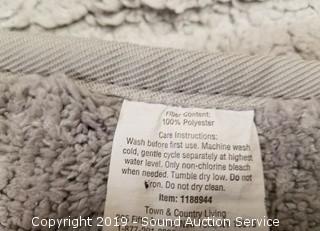 Fiber Content:
100% Polyester
Care Instructions:
Wash before first use. Machine wash
cold, gentle cycle separately at highest
water level. Only non-chlorine bleach
when needed. Tumble dry low. Do not
iron. Do not dry clean.
Item: 1188944
Town & Country Living
Copyright 2019 - Sound Auction Service